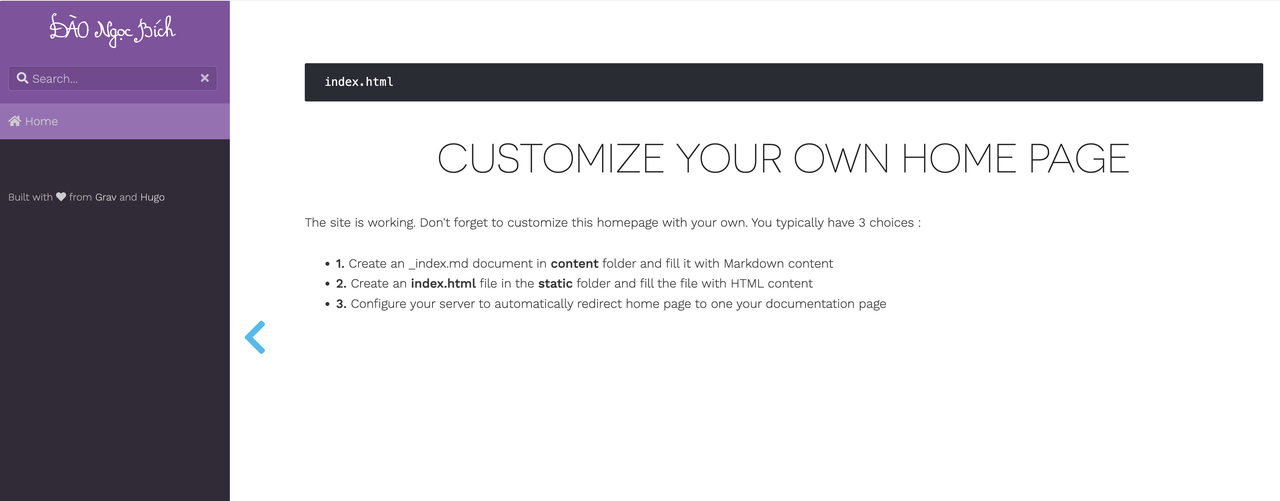 ĐÀO Ngọc Bích
Search...
Home
Built with from Grav and Hugo
index.html
CUSTOMIZE YOUR OWN HOME PAGE
The site is working. Don't forget to customize this homepage with your own. You typically have 3 choices :
• 1. Create an _index.md document in content folder and fill it with Markdown content
• 2. Create an index.html file in the static folder and fill the file with HTML content
• 3. Configure your server to automatically redirect home page to one your documentation page